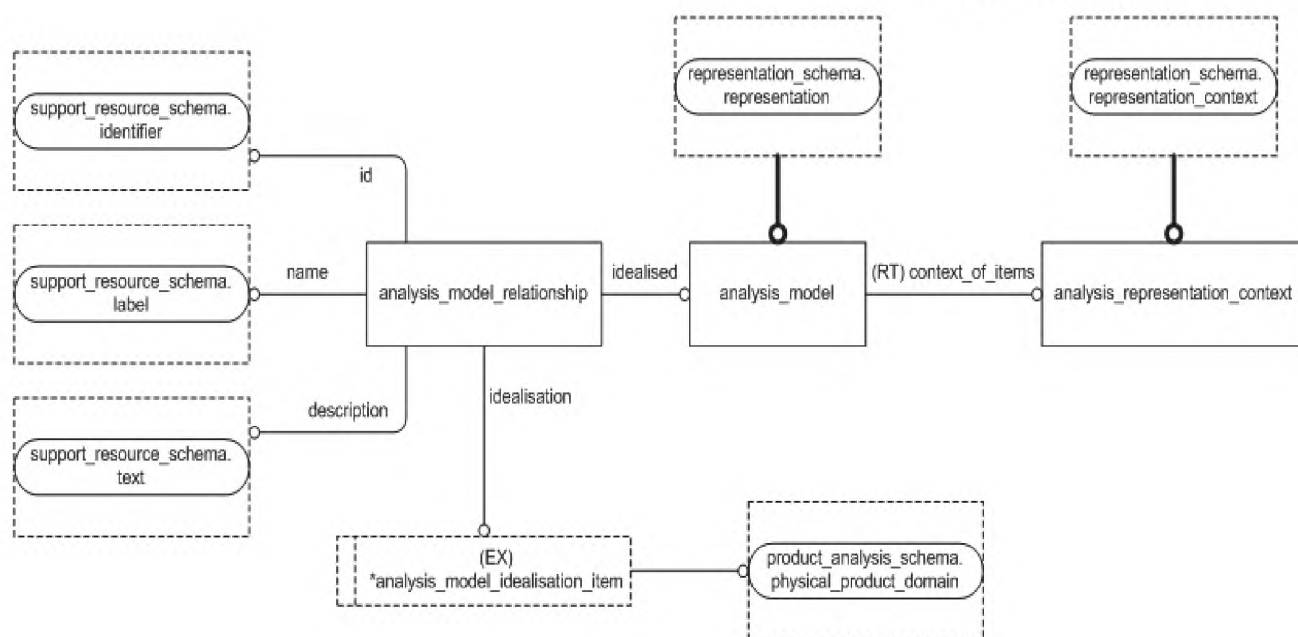 support_resource_schema.
identifier
id
support_resource_schema.
label
name
support_resource_schema.
text
description
analysis_model_relationship
idealised
idealisation
representation_schema.
representation
analysis_model
(RT) context_of_items
representation_schema.
representation_context
analysis_representation_context
(EX)
*analysis_model_idealisation_item
product_analysis_schema.
physical_product_domain